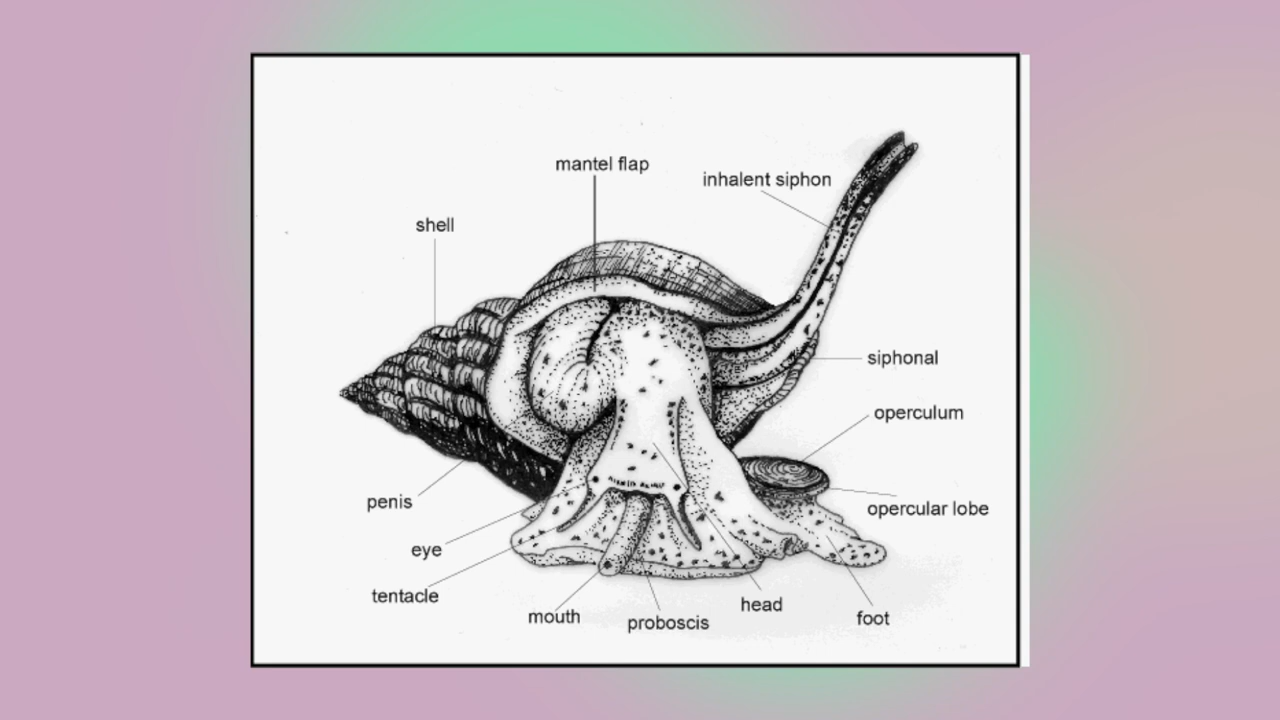 mantel flap
inhalent siphon
shell
siphonal
operculum
penis
opercular lobe
eye
tentacle
mouth
proboscis
head
foot